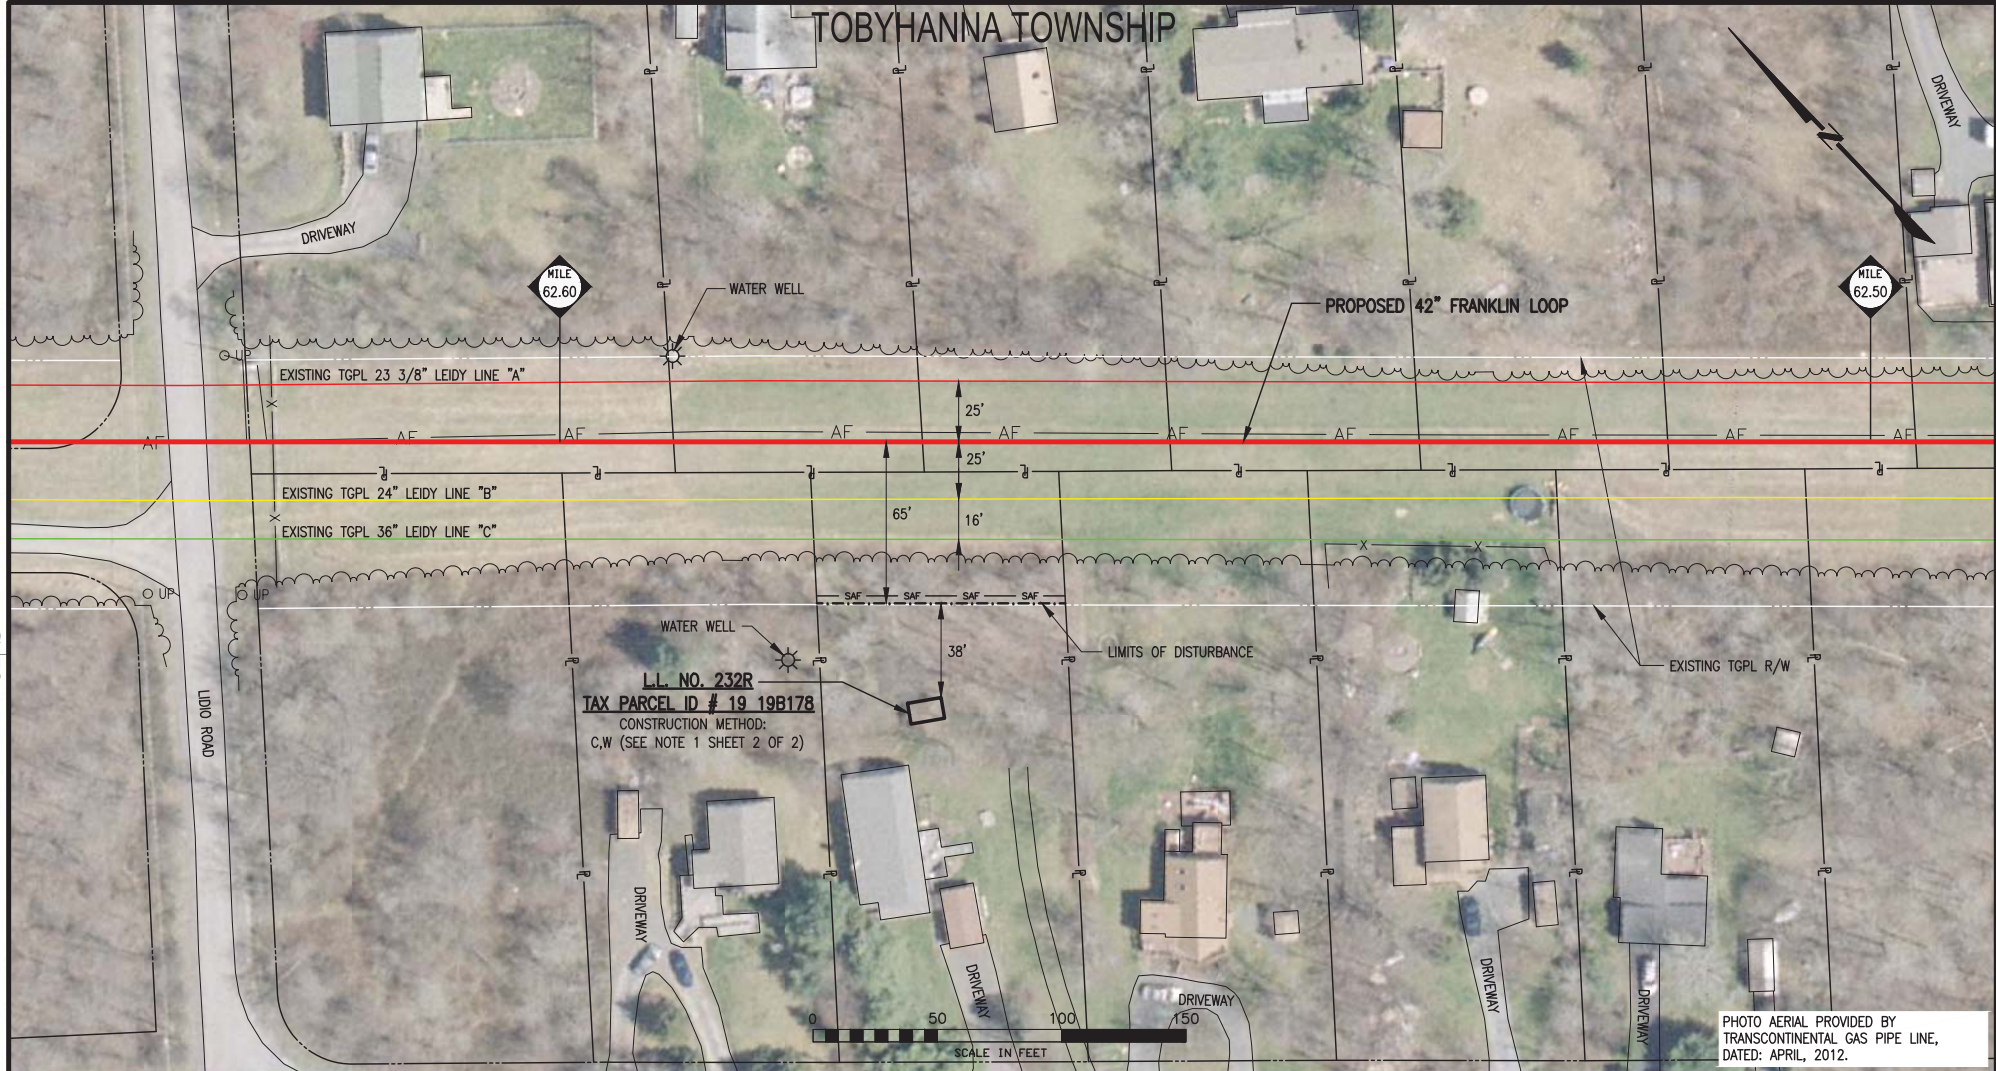 TOBYHANNA TOWNSHIP
DRIVEWAY
DRIVEWAY
N
MILE
62.60
MILE
62.50
WATER WELL
PROPOSED 42" FRANKLIN LOOP
UP
EXISTING TGPL 23 3/8" LEIDY LINE "A"
X
25'
AF AF AF AF AF AF AF AF AF AF
25'
EXISTING TGPL 24" LEIDY LINE "B"
X
65'
16'
EXISTING TGPL 36" LEIDY LINE "C"
X X
UP
UP
SAF SAF SAF SAF
WATER WELL
38'
LIMITS OF DISTURBANCE
EXISTING TGPL R/W
L.L. NO. 232R
TAX PARCEL ID # 19 19B178
CONSTRUCTION METHOD:
C,W (SEE NOTE 1 SHEET 2 OF 2)
LIDIO ROAD
DRIVEWAY
DRIVEWAY
DRIVEWAY
DRIVEWAY
DRIVEWAY
0 50 100 150
SCALE IN FEET
PHOTO AERIAL PROVIDED BY
TRANSCONTINENTAL GAS PIPE LINE,
DATED: APRIL, 2012.